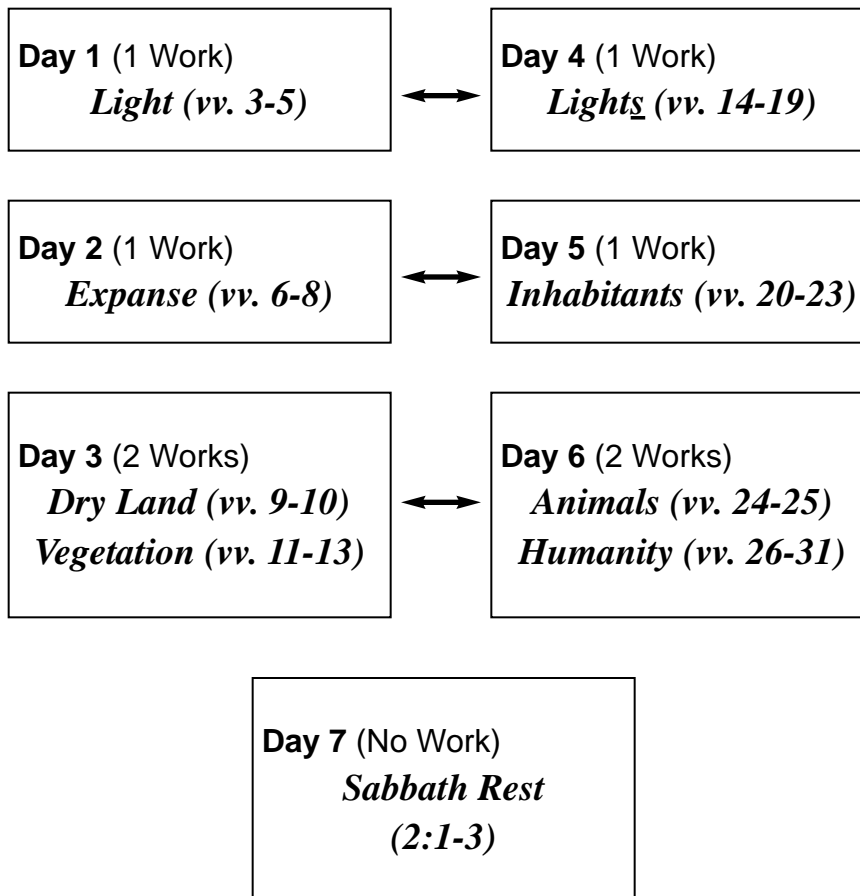 Day 1 (1 Work)
Light (vv. 3-5)
Day 4 (1 Work)
Lights (vv. 14-19)
Day 2 (1 Work)
Expanse (vv. 6-8)
Day 5 (1 Work)
Inhabitants (vv. 20-23)
Day 3 (2 Works)
Dry Land (vv. 9-10)
Vegetation (vv. 11-13)
Day 6 (2 Works)
Animals (vv. 24-25)
Humanity (vv. 26-31)
Day 7 (No Work)
Sabbath Rest
(2:1-3)